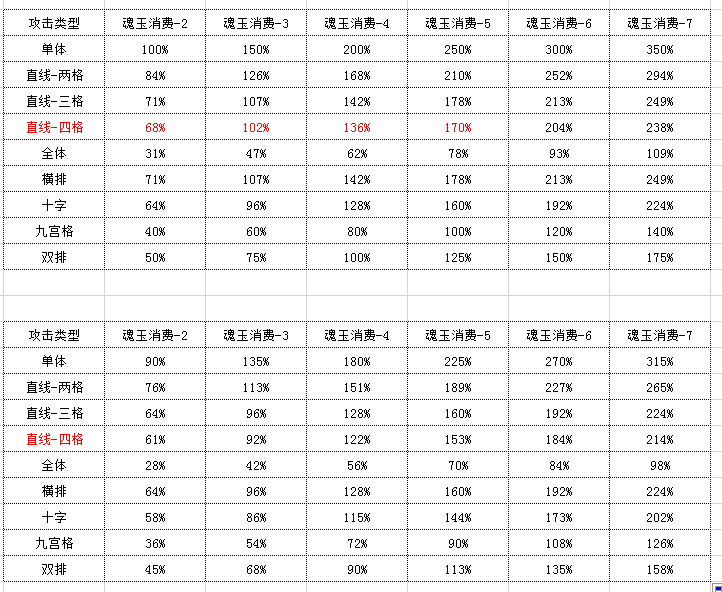 攻击类型 魂玉消费-2 魂玉消费-3 魂玉消费-4 魂玉消费-5 魂玉消费-6 魂玉消费-7
单体 100% 150% 200% 250% 300% 350%
直线-两格 84% 126% 168% 210% 252% 294%
直线-三格 71% 107% 142% 178% 213% 249%
直线-四格 68% 102% 136% 170% 204% 238%
全体 31% 47% 62% 78% 93% 109%
横排 71% 107% 142% 178% 213% 249%
十字 64% 96% 128% 160% 192% 224%
九宫格 40% 60% 80% 100% 120% 140%
双排 50% 75% 100% 125% 150% 175%
攻击类型 魂玉消费-2 魂玉消费-3 魂玉消费-4 魂玉消费-5 魂玉消费-6 魂玉消费-7
单体 90% 135% 180% 225% 270% 315%
直线-两格 76% 113% 151% 189% 227% 265%
直线-三格 64% 96% 128% 160% 192% 224%
直线-四格 61% 92% 122% 153% 184% 214%
全体 28% 42% 56% 70% 84% 98%
横排 64% 96% 128% 160% 192% 224%
十字 58% 86% 115% 144% 173% 202%
九宫格 36% 54% 72% 90% 108% 126%
双排 45% 68% 90% 113% 135% 158%